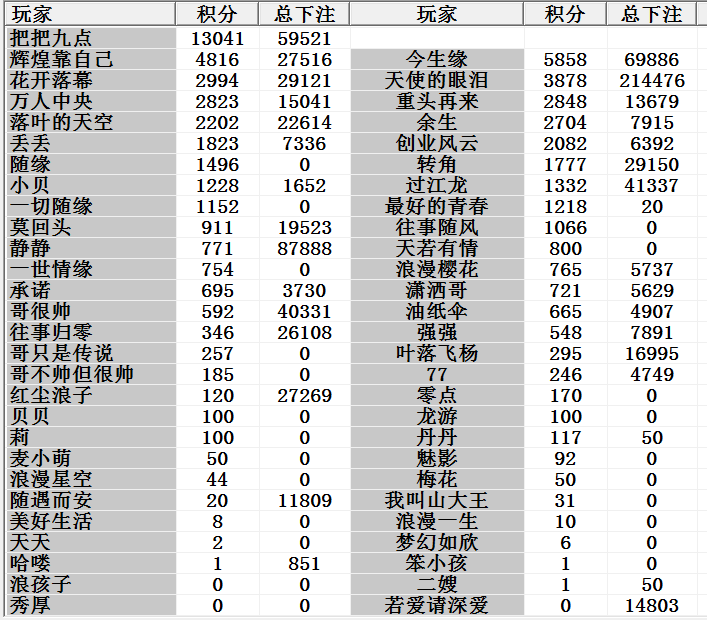 玩家 积分 总下注 玩家 积分 总下注
把把九点 13041 59521
辉煌靠自己 4816 27516 今生缘 5858 69886
花开落幕 2994 29121 天使的眼泪 3878 214476
万人中央 2823 15041 重头再来 2848 13679
落叶的天空 2202 22614 余生 2704 7915
丢丢 1823 7336 创业风云 2082 6392
随缘 1496 0 转角 1777 29150
小贝 1228 1652 过江龙 1332 41337
一切随缘 1152 0 最好的青春 1218 20
莫回头 911 19523 往事随风 1066 0
静静 771 87888 天若有情 800 0
一世情缘 754 0 浪漫樱花 765 5737
承诺 695 3730 潇洒哥 721 5629
哥很帅 592 40331 油纸伞 665 4907
往事归零 346 26108 强强 548 7891
哥只是传说 257 0 叶落飞杨 295 16995
哥不帅但很帅 185 0 77 246 4749
红尘浪子 120 27269 零点 170 0
贝贝 100 0 龙游 100 0
莉 100 0 丹丹 117 50
麦小萌 50 0 魅影 92 0
浪漫星空 44 0 梅花 50 0
随遇而安 20 11809 我叫山大王 31 0
美好生活 8 0 浪漫一生 10 0
天天 2 0 梦幻如欣 6 0
哈喽 1 851 笨小孩 1 0
浪孩子 0 0 二嫂 1 50
秀厚 0 0 若爱请深爱 0 14803